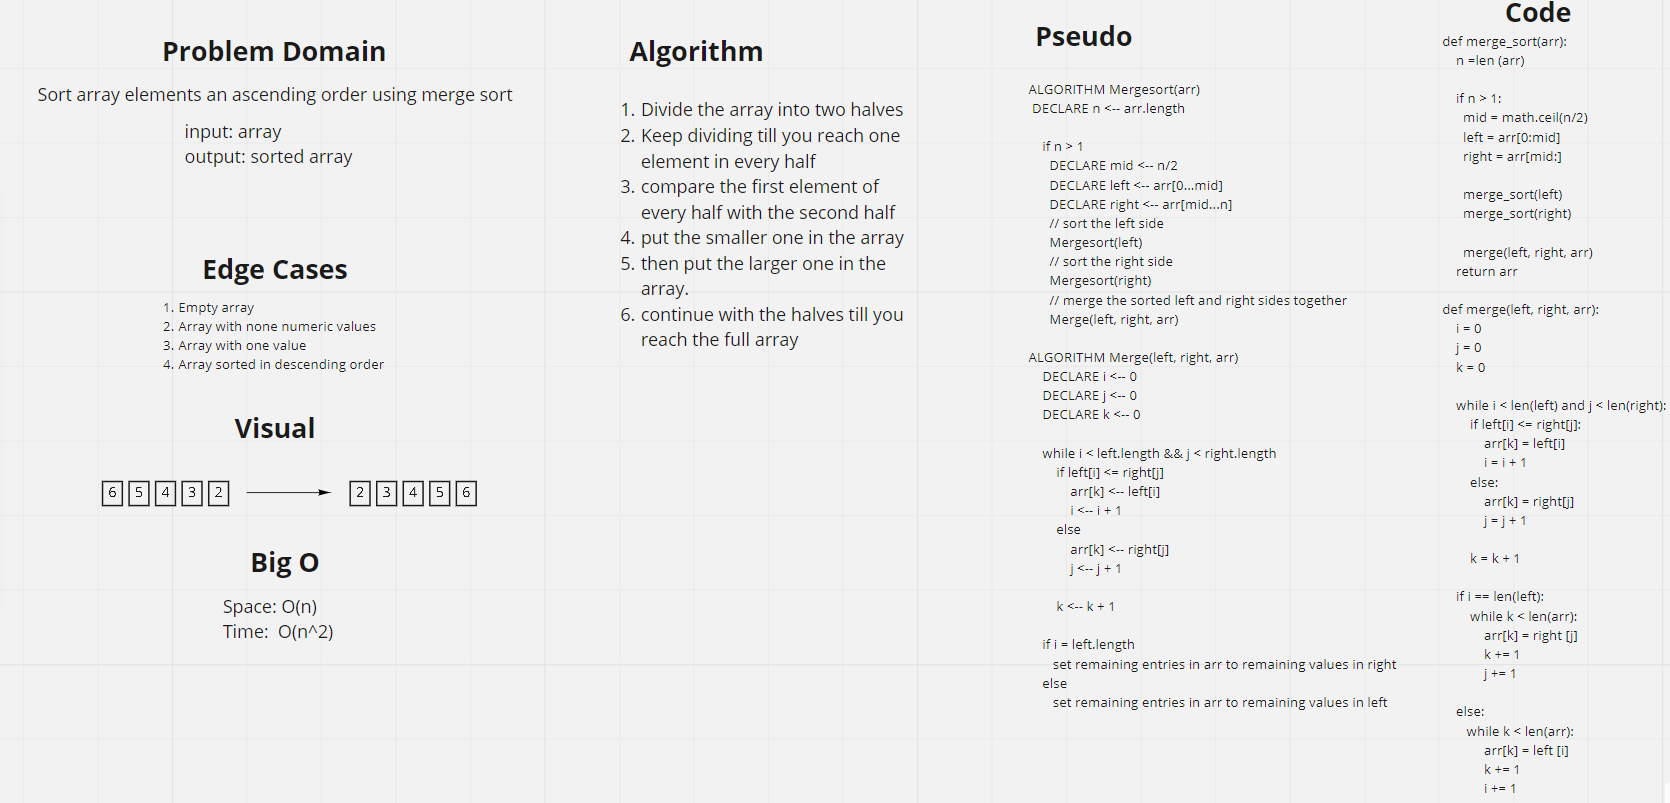 Problem Domain
Sort array elements an ascending order using merge sort
input: array
output: sorted array
Edge Cases
1. Empty array
2. Array with none numeric values
3. Array with one value
4. Array sorted in descending order
Visual
6 5 4 3 2 2 3 4 5 6
Big O
Space: O(n)
Time: O(n^2)
Algorithm
1. Divide the array into two halves
2. Keep dividing till you reach one
element in every half
3. compare the first element of
every half with the second half
4. put the smaller one in the array
5. then put the larger one in the
array.
6. continue with the halves till you
reach the full array
Pseudo
ALGORITHM Mergesort(arr)
DECLARE n <-- arr.length
if n > 1
DECLARE mid <-- n/2
DECLARE left <-- arr[0...mid]
DECLARE right <-- arr[mid...n]
// sort the left side
Mergesort(left)
// sort the right side
Mergesort(right)
// merge the sorted left and right sides together
Merge(left, right, arr)
ALGORITHM Merge(left, right, arr)
DECLARE i <-- 0
DECLARE j <-- 0
DECLARE k <-- 0
while i < left.length && j < right.length
if left[i] <= right[j]
arr[k] <-- left[i]
i <-- i + 1
else
arr[k] <-- right[j]
j <-- j + 1
k <-- k + 1
if i = left.length
set remaining entries in arr to remaining values in right
else
set remaining entries in arr to remaining values in left
Code
def merge_sort(arr):
n =len (arr)
if n > 1:
mid = math.ceil(n/2)
left = arr[0:mid]
right = arr[mid:]
merge_sort(left)
merge_sort(right)
merge(left, right, arr)
return arr
def merge(left, right, arr):
i = 0
j = 0
k = 0
while i < len(left) and j < len(right):
if left[i] <= right[j]:
arr[k] = left[i]
i = i + 1
else:
arr[k] = right[j]
j = j + 1
k = k + 1
if i == len(left):
while k < len(arr):
arr[k] = right [j]
k += 1
j += 1
else:
while k < len(arr):
arr[k] = left [i]
k += 1
i += 1